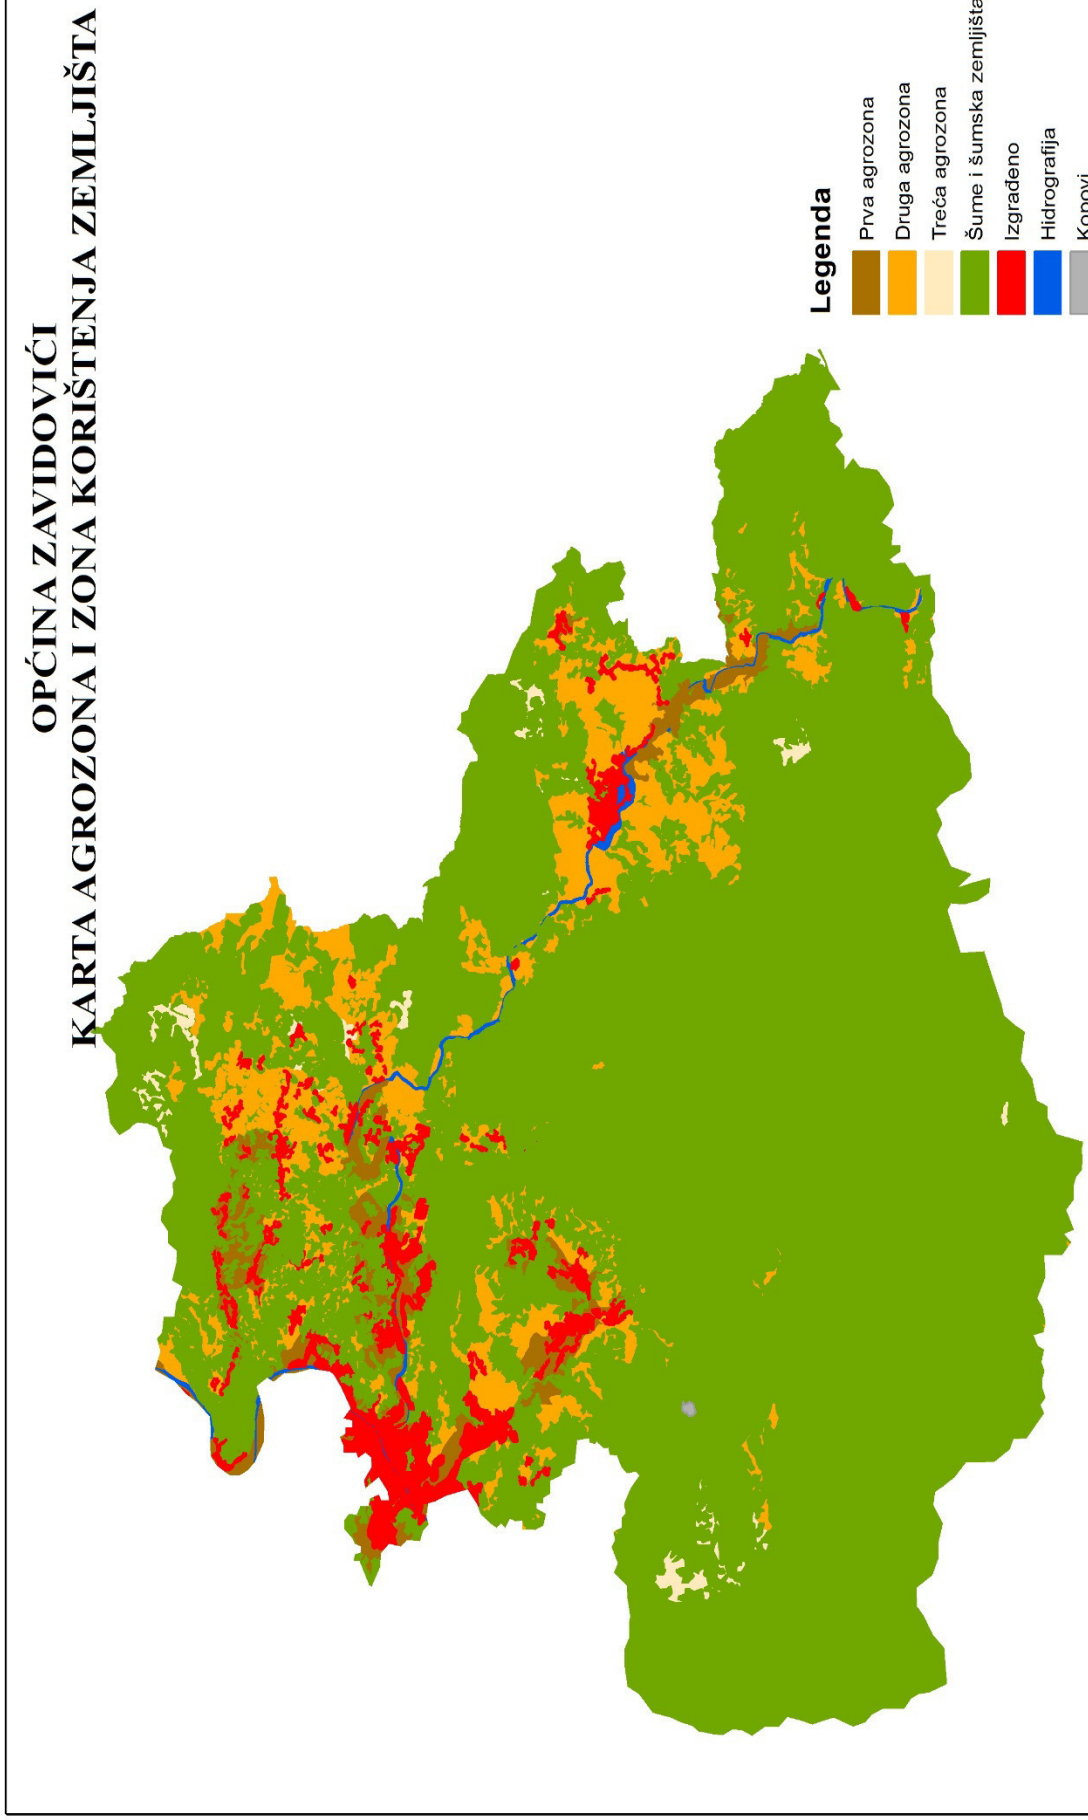 OPĆINA ZAVIDOVIĆI
KARTA AGROZONA I ZONA KORIŠTENJA ZEMLJIŠTA
Legenda
Prva agrozona
Druga agrozona
Treća agrozona
Šume i šumska zemljišta
Izgrađeno
Hidrografija
Kopovi